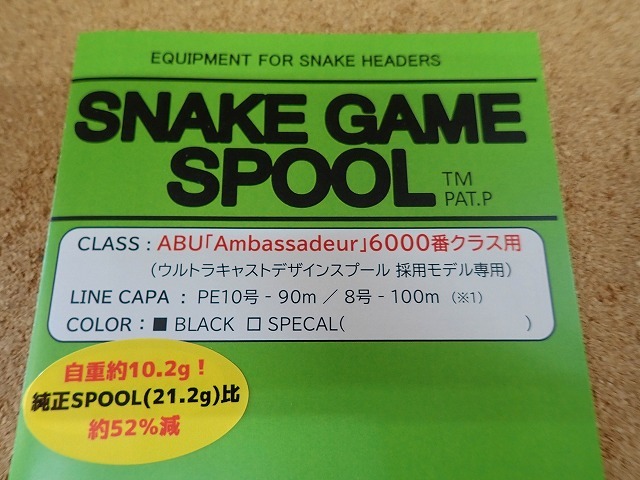 EQUIPMENT FOR SNAKE HEADERS
SNAKE GAME
SPOOL TM
PAT.P
CLASS : ABU「Ambassadeur」6000番クラス用
（ウルトラキャストデザインスプール 採用モデル専用）
LINE CAPA : PE10号 - 90m ／ 8号 - 100m （※1）
COLOR : ■ BLACK □ SPECAL( )
自重約10.2g！
純正SPOOL(21.2g)比
約52%減